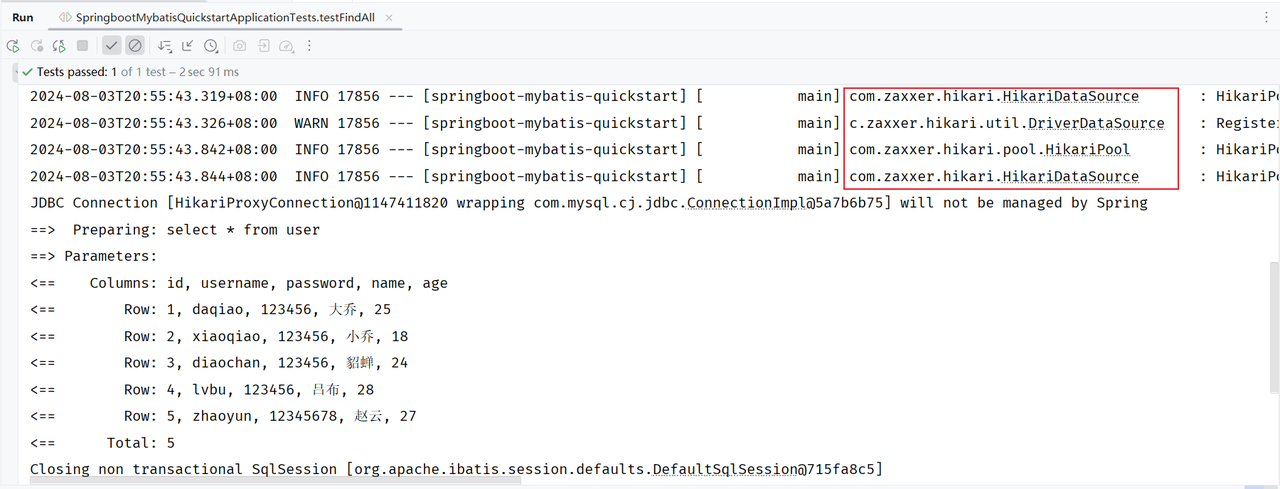 Run SpringbootMybatisQuickstartApplicationTests.testFindAll
Tests passed: 1 of 1 test – 2 sec 91 ms
2024-08-03T20:55:43.319+08:00  INFO 17856 --- [springboot-mybatis-quickstart] [           main] com.zaxxer.hikari.HikariDataSource       : HikariPo
2024-08-03T20:55:43.326+08:00  WARN 17856 --- [springboot-mybatis-quickstart] [           main] c.zaxxer.hikari.util.DriverDataSource    : Registe
2024-08-03T20:55:43.842+08:00  INFO 17856 --- [springboot-mybatis-quickstart] [           main] com.zaxxer.hikari.pool.HikariPool        : HikariPo
2024-08-03T20:55:43.844+08:00  INFO 17856 --- [springboot-mybatis-quickstart] [           main] com.zaxxer.hikari.HikariDataSource       : HikariPo
JDBC Connection [HikariProxyConnection@1147411820 wrapping com.mysql.cj.jdbc.ConnectionImpl@5a7b6b75] will not be managed by Spring
==>  Preparing: select * from user
==> Parameters:
<==    Columns: id, username, password, name, age
<==        Row: 1, daqiao, 123456, 大乔, 25
<==        Row: 2, xiaoqiao, 123456, 小乔, 18
<==        Row: 3, diaochan, 123456, 貂蝉, 24
<==        Row: 4, lvbu, 123456, 吕布, 28
<==        Row: 5, zhaoyun, 12345678, 赵云, 27
<==      Total: 5
Closing non transactional SqlSession [org.apache.ibatis.session.defaults.DefaultSqlSession@715fa8c5]